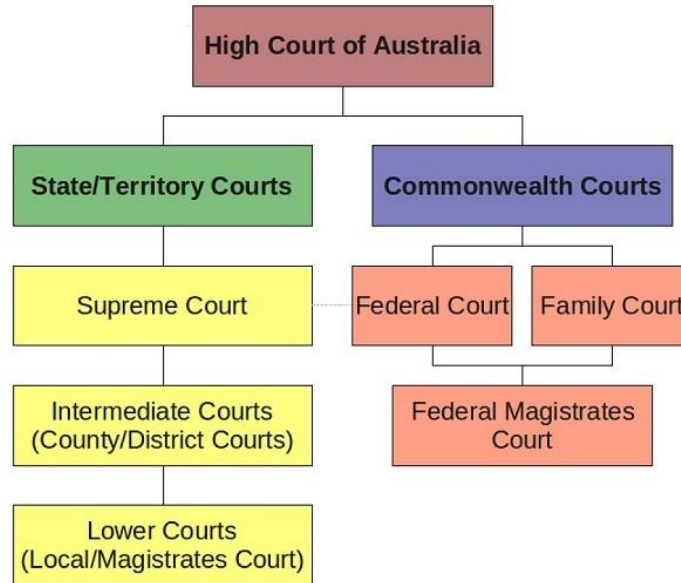 High Court of Australia
State/Territory Courts
Commonwealth Courts
Supreme Court
Federal Court
Family Court
Intermediate Courts
(County/District Courts)
Federal Magistrates
Court
Lower Courts
(Local/Magistrates Court)